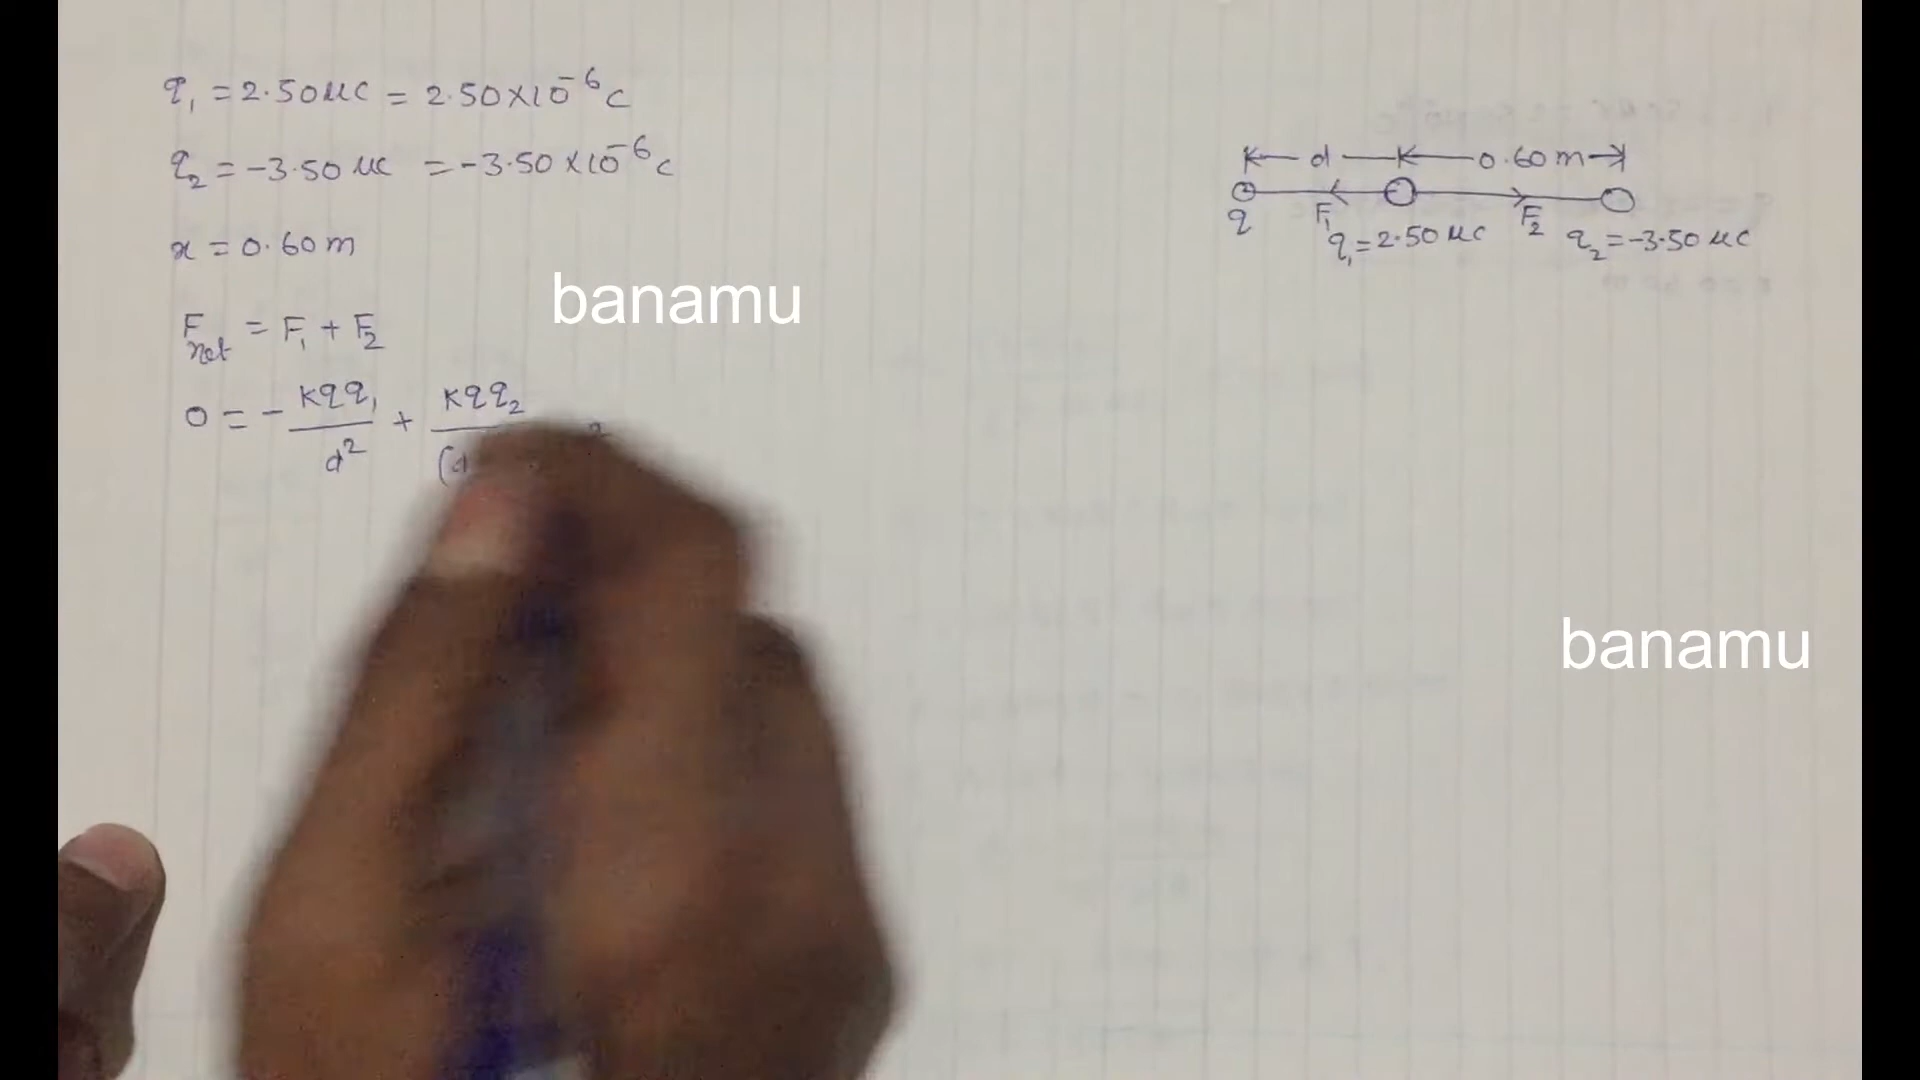 q₁ = 2.50 μC = 2.50×10⁻⁶ C
q₂ = -3.50 μC = -3.50×10⁻⁶ C
x = 0.60 m
F_net = F₁ + F₂
0 = - Kqq₁/d² + Kqq₂/(d
d 0.60 m
q F₁ F₂
q₁ = 2.50 μC q₂ = -3.50 μC
banamu
banamu